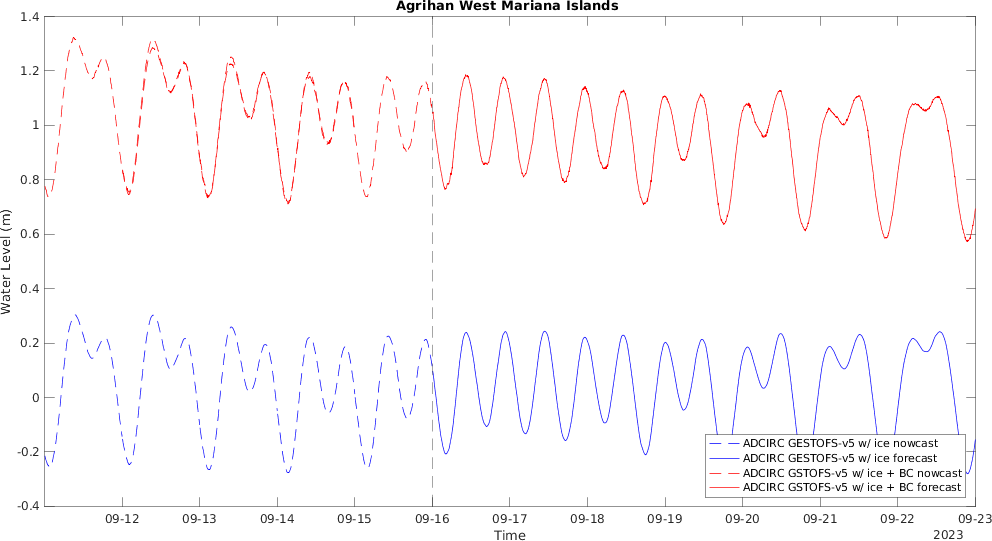 Agrihan West Mariana Islands
1.4
1.2
1
0.8
0.6
0.4
0.2
0
-0.2
-0.4
Water Level (m)
ADCIRC GESTOFS-v5 w/ ice nowcast
ADCIRC GESTOFS-v5 w/ ice forecast
ADCIRC GSTOFS-v5 w/ ice + BC nowcast
ADCIRC GSTOFS-v5 w/ ice + BC forecast
09-12 09-13 09-14 09-15 09-16 09-17 09-18 09-19 09-20 09-21 09-22 09-23
Time
2023